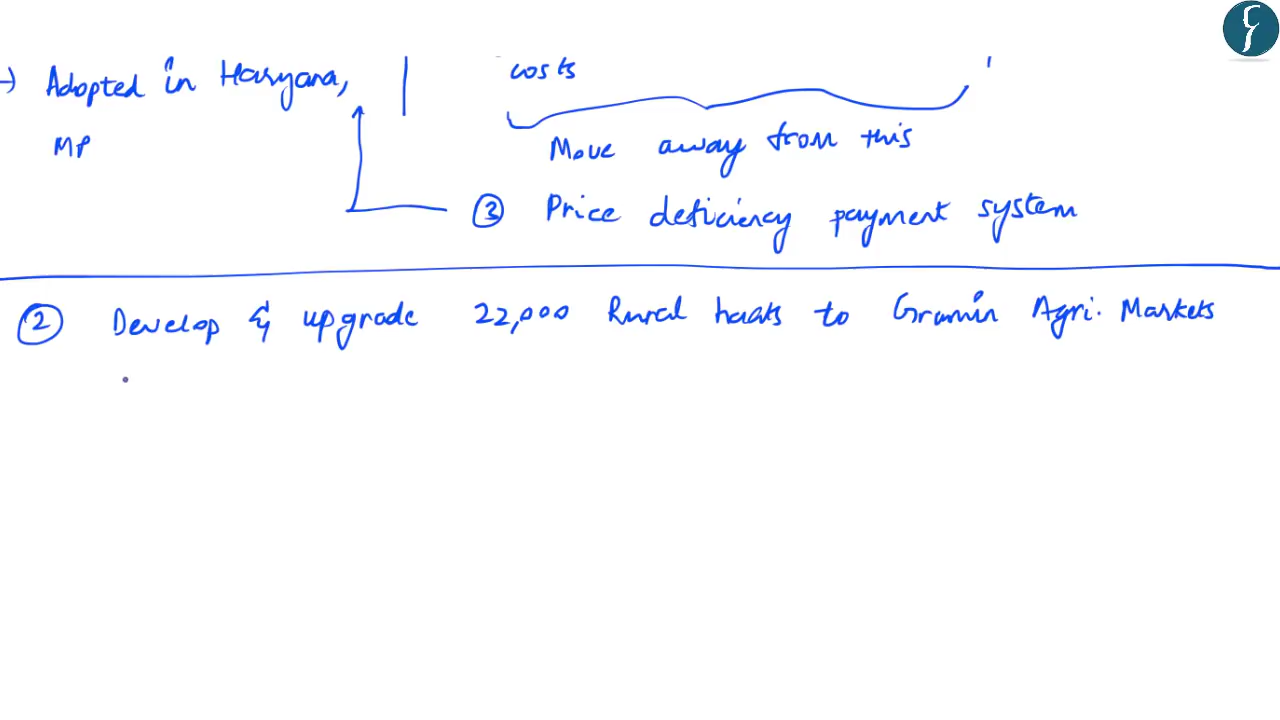 → Adopted in Haryana,
MP
costs
Move away from this
③ Price deficiency payment system
② Develop & upgrade 22,000 Rural haats to Gramin Agri. Markets